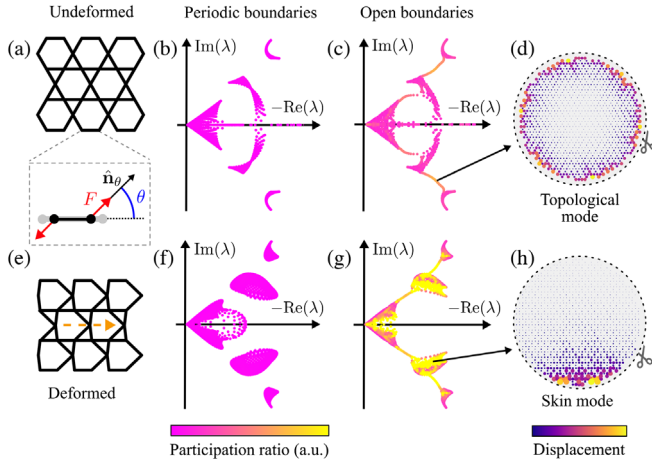 Undeformed
Periodic boundaries
Open boundaries
(a)
(b)
Im(λ)
−Re(λ)
(c)
Im(λ)
−Re(λ)
(d)
Topological
mode
F
n̂θ
θ
(e)
Deformed
(f)
Im(λ)
−Re(λ)
(g)
Im(λ)
−Re(λ)
(h)
Skin mode
Participation ratio (a.u.)
Displacement